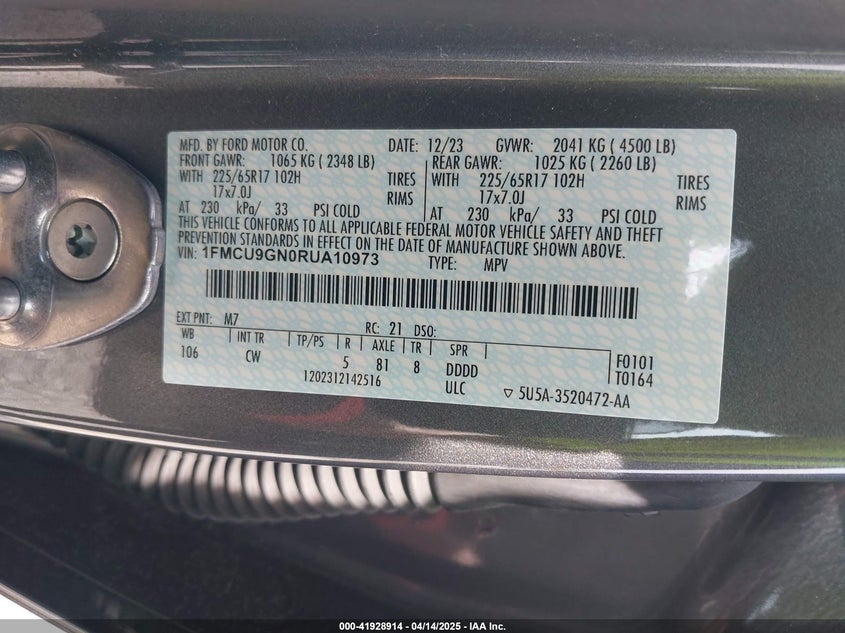 MFD. BY FORD MOTOR CO. DATE: 12/23 GVWR: 2041 KG ( 4500 LB)
FRONT GAWR: 1065 KG ( 2348 LB) REAR GAWR: 1025 KG ( 2260 LB)
WITH 225/65R17 102H TIRES WITH 225/65R17 102H TIRES
17x7.0J RIMS 17x7.0J RIMS
AT 230 kPa/ 33 PSI COLD AT 230 kPa/ 33 PSI COLD
THIS VEHICLE CONFORMS TO ALL APPLICABLE FEDERAL MOTOR VEHICLE SAFETY AND THEFT
PREVENTION STANDARDS IN EFFECT ON THE DATE OF MANUFACTURE SHOWN ABOVE.
VIN: 1FMCU9GN0RUA10973 TYPE: MPV
EXT PNT: M7 RC: 21 DSO:
WB INT TR TP/PS R AXLE TR SPR
106 CW 5 81 8 DDDD F0101
1202312142516 ULC T0164
▽ 5U5A-3520472-AA
000-41928914 - 04/14/2025 - IAA Inc.